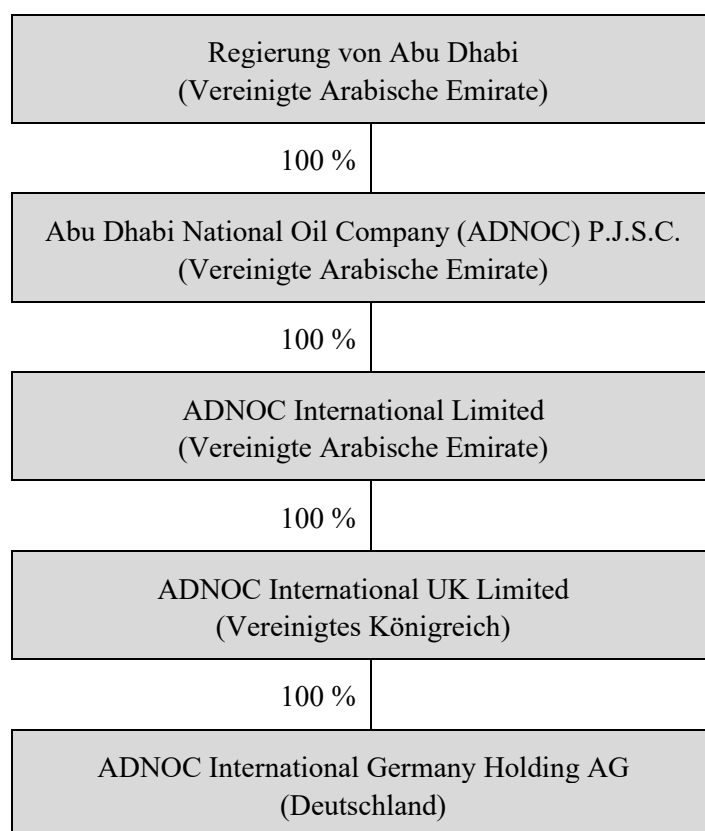 Regierung von Abu Dhabi
(Vereinigte Arabische Emirate)
100 %
Abu Dhabi National Oil Company (ADNOC) P.J.S.C.
(Vereinigte Arabische Emirate)
100 %
ADNOC International Limited
(Vereinigte Arabische Emirate)
100 %
ADNOC International UK Limited
(Vereinigtes Königreich)
100 %
ADNOC International Germany Holding AG
(Deutschland)